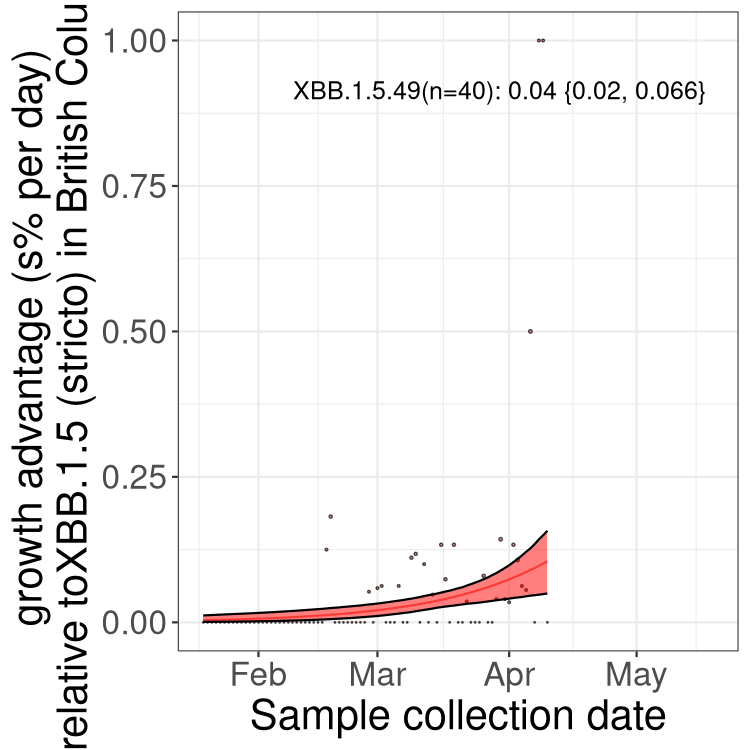 growth advantage (s% per day)
relative toXBB.1.5 (stricto) in British Colu
1.00
0.75
0.50
0.25
0.00
XBB.1.5.49(n=40): 0.04 {0.02, 0.066}
Feb Mar Apr May
Sample collection date